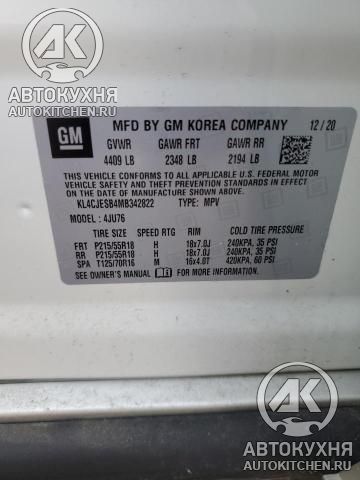 АВТОКУХНЯ
WWW.AUTOKITCHEN.RU
GM
MFD BY GM KOREA COMPANY 12/20
GVWR GAWR FRT GAWR RR
4409 LB 2348 LB 2194 LB
KL4CJESB4MB342822 TYPE: MPV
THIS VEHICLE CONFORMS TO ALL APPLICABLE U.S. FEDERAL
MOTOR VEHICLE SAFETY, BUMPER, AND THEFT PREVENTION
STANDARDS IN EFFECT ON THE DATE OF
MANUFACTURE SHOWN ABOVE.
MODEL: 4JU76
TIRE SIZE SPEED RTG RIM COLD TIRE PRESSURE
FRT P215/55R18 H 18x7.0J 240KPA, 35 PSI
RR P215/55R18 H 18x7.0J 240KPA, 35 PSI
SPA T125/70R16 M 16x4.0T 420KPA, 60 PSI
SEE OWNER'S MANUAL FOR ADDITIONAL INFORMATION.
АВТОКУХНЯ
WWW.AUTOKITCHEN.RU